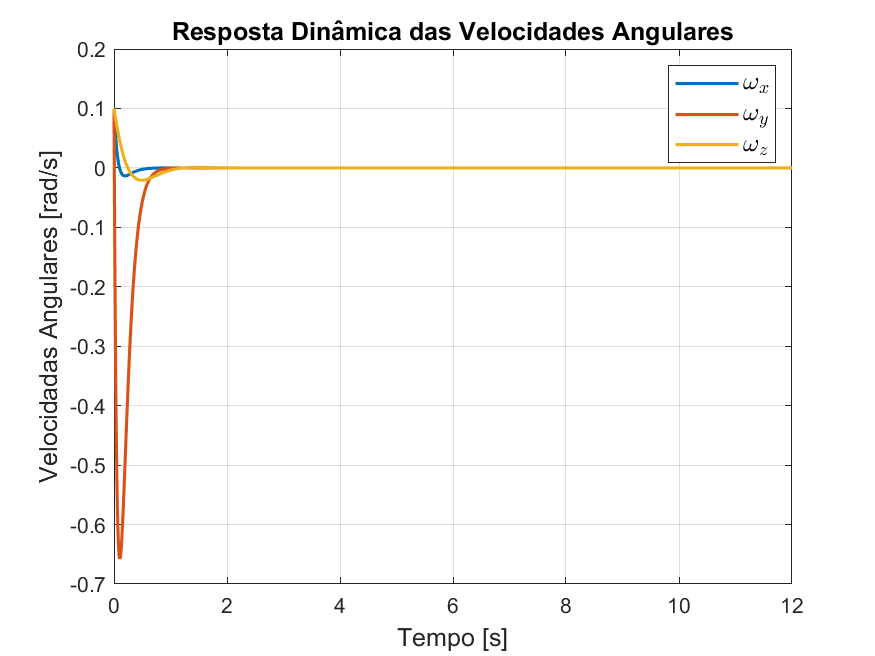 Resposta Dinâmica das Velocidades Angulares
0.2
0.1
0
-0.1
-0.2
-0.3
-0.4
-0.5
-0.6
-0.7
Velocidadas Angulares [rad/s]
ωx
ωy
ωz
0 2 4 6 8 10 12
Tempo [s]